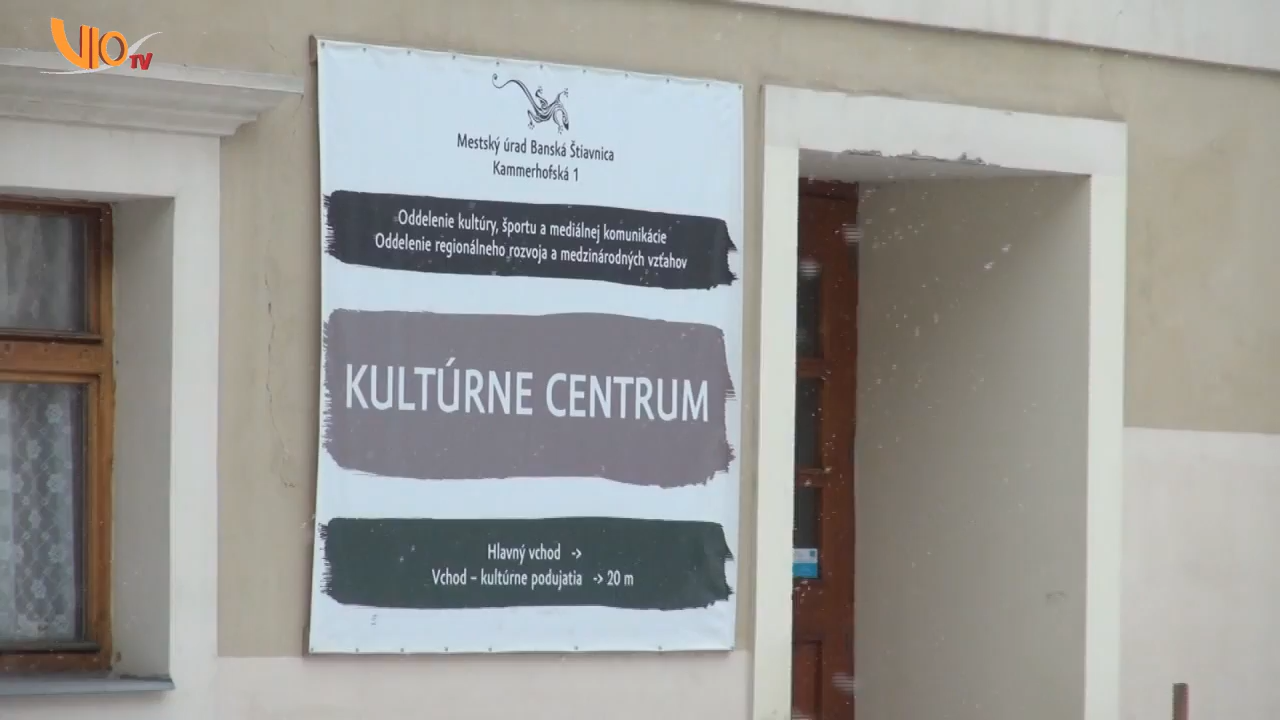 VIO TV
Mestský úrad Banská Štiavnica
Kammerhofská 1
Oddelenie kultúry, športu a mediálnej komunikácie
Oddelenie regionálneho rozvoja a medzinárodných vzťahov
KULTÚRNE CENTRUM
Hlavný vchod ->
Vchod – kultúrne podujatia -> 20 m